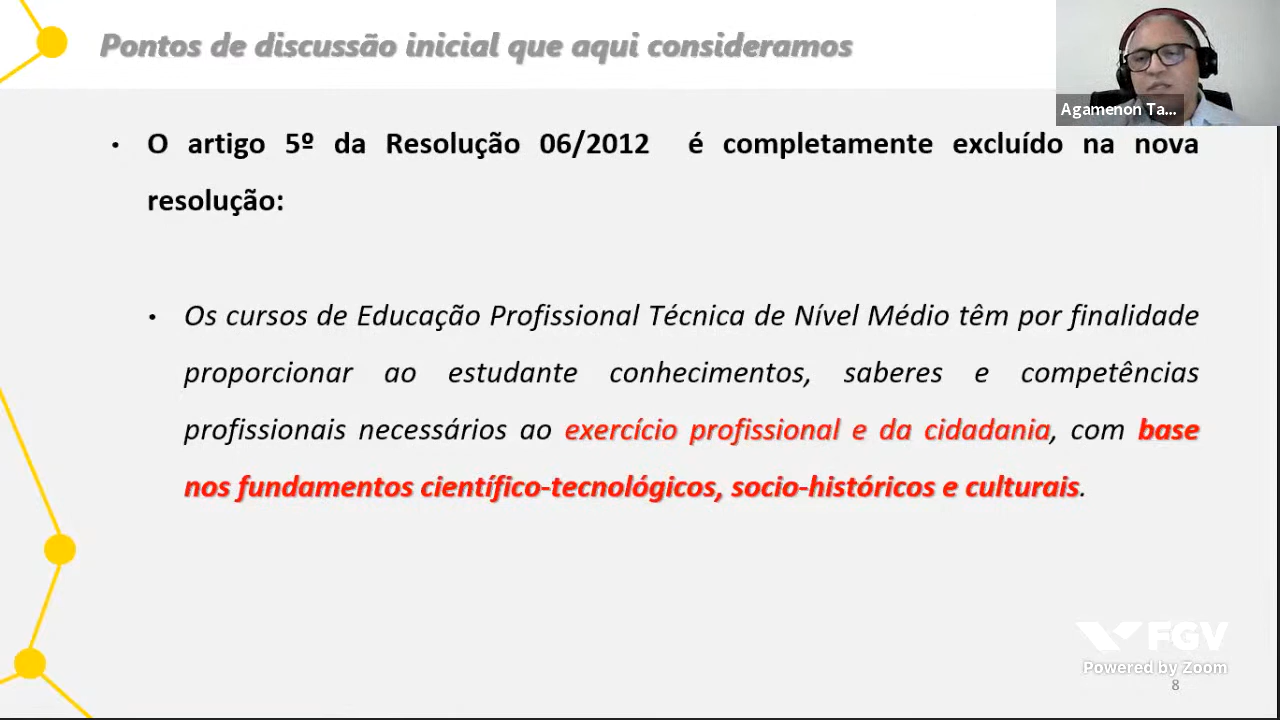 Pontos de discussão inicial que aqui consideramos
Agamenon Ta...
• O artigo 5º da Resolução 06/2012 é completamente excluído na nova
resolução:
• Os cursos de Educação Profissional Técnica de Nível Médio têm por finalidade
proporcionar ao estudante conhecimentos, saberes e competências
profissionais necessários ao exercício profissional e da cidadania, com base
nos fundamentos científico-tecnológicos, socio-históricos e culturais.
FGV
Powered by Zoom
8